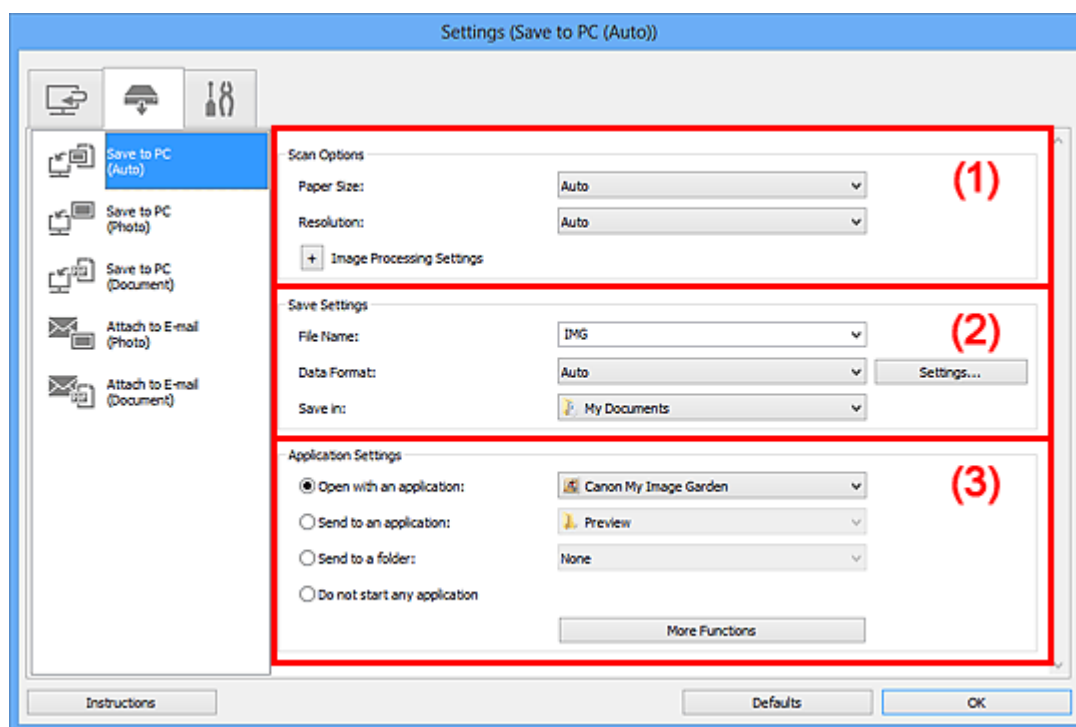 Settings (Save to PC (Auto))
Save to PC
(Auto)
Save to PC
(Photo)
Save to PC
(Document)
Attach to E-mail
(Photo)
Attach to E-mail
(Document)
Scan Options
(1)
Paper Size: Auto
Resolution: Auto
+ Image Processing Settings
Save Settings
(2)
File Name: IMG
Data Format: Auto Settings...
Save in: My Documents
Application Settings
(3)
Open with an application: Canon My Image Garden
Send to an application: Preview
Send to a folder: None
Do not start any application
More Functions
Instructions Defaults OK